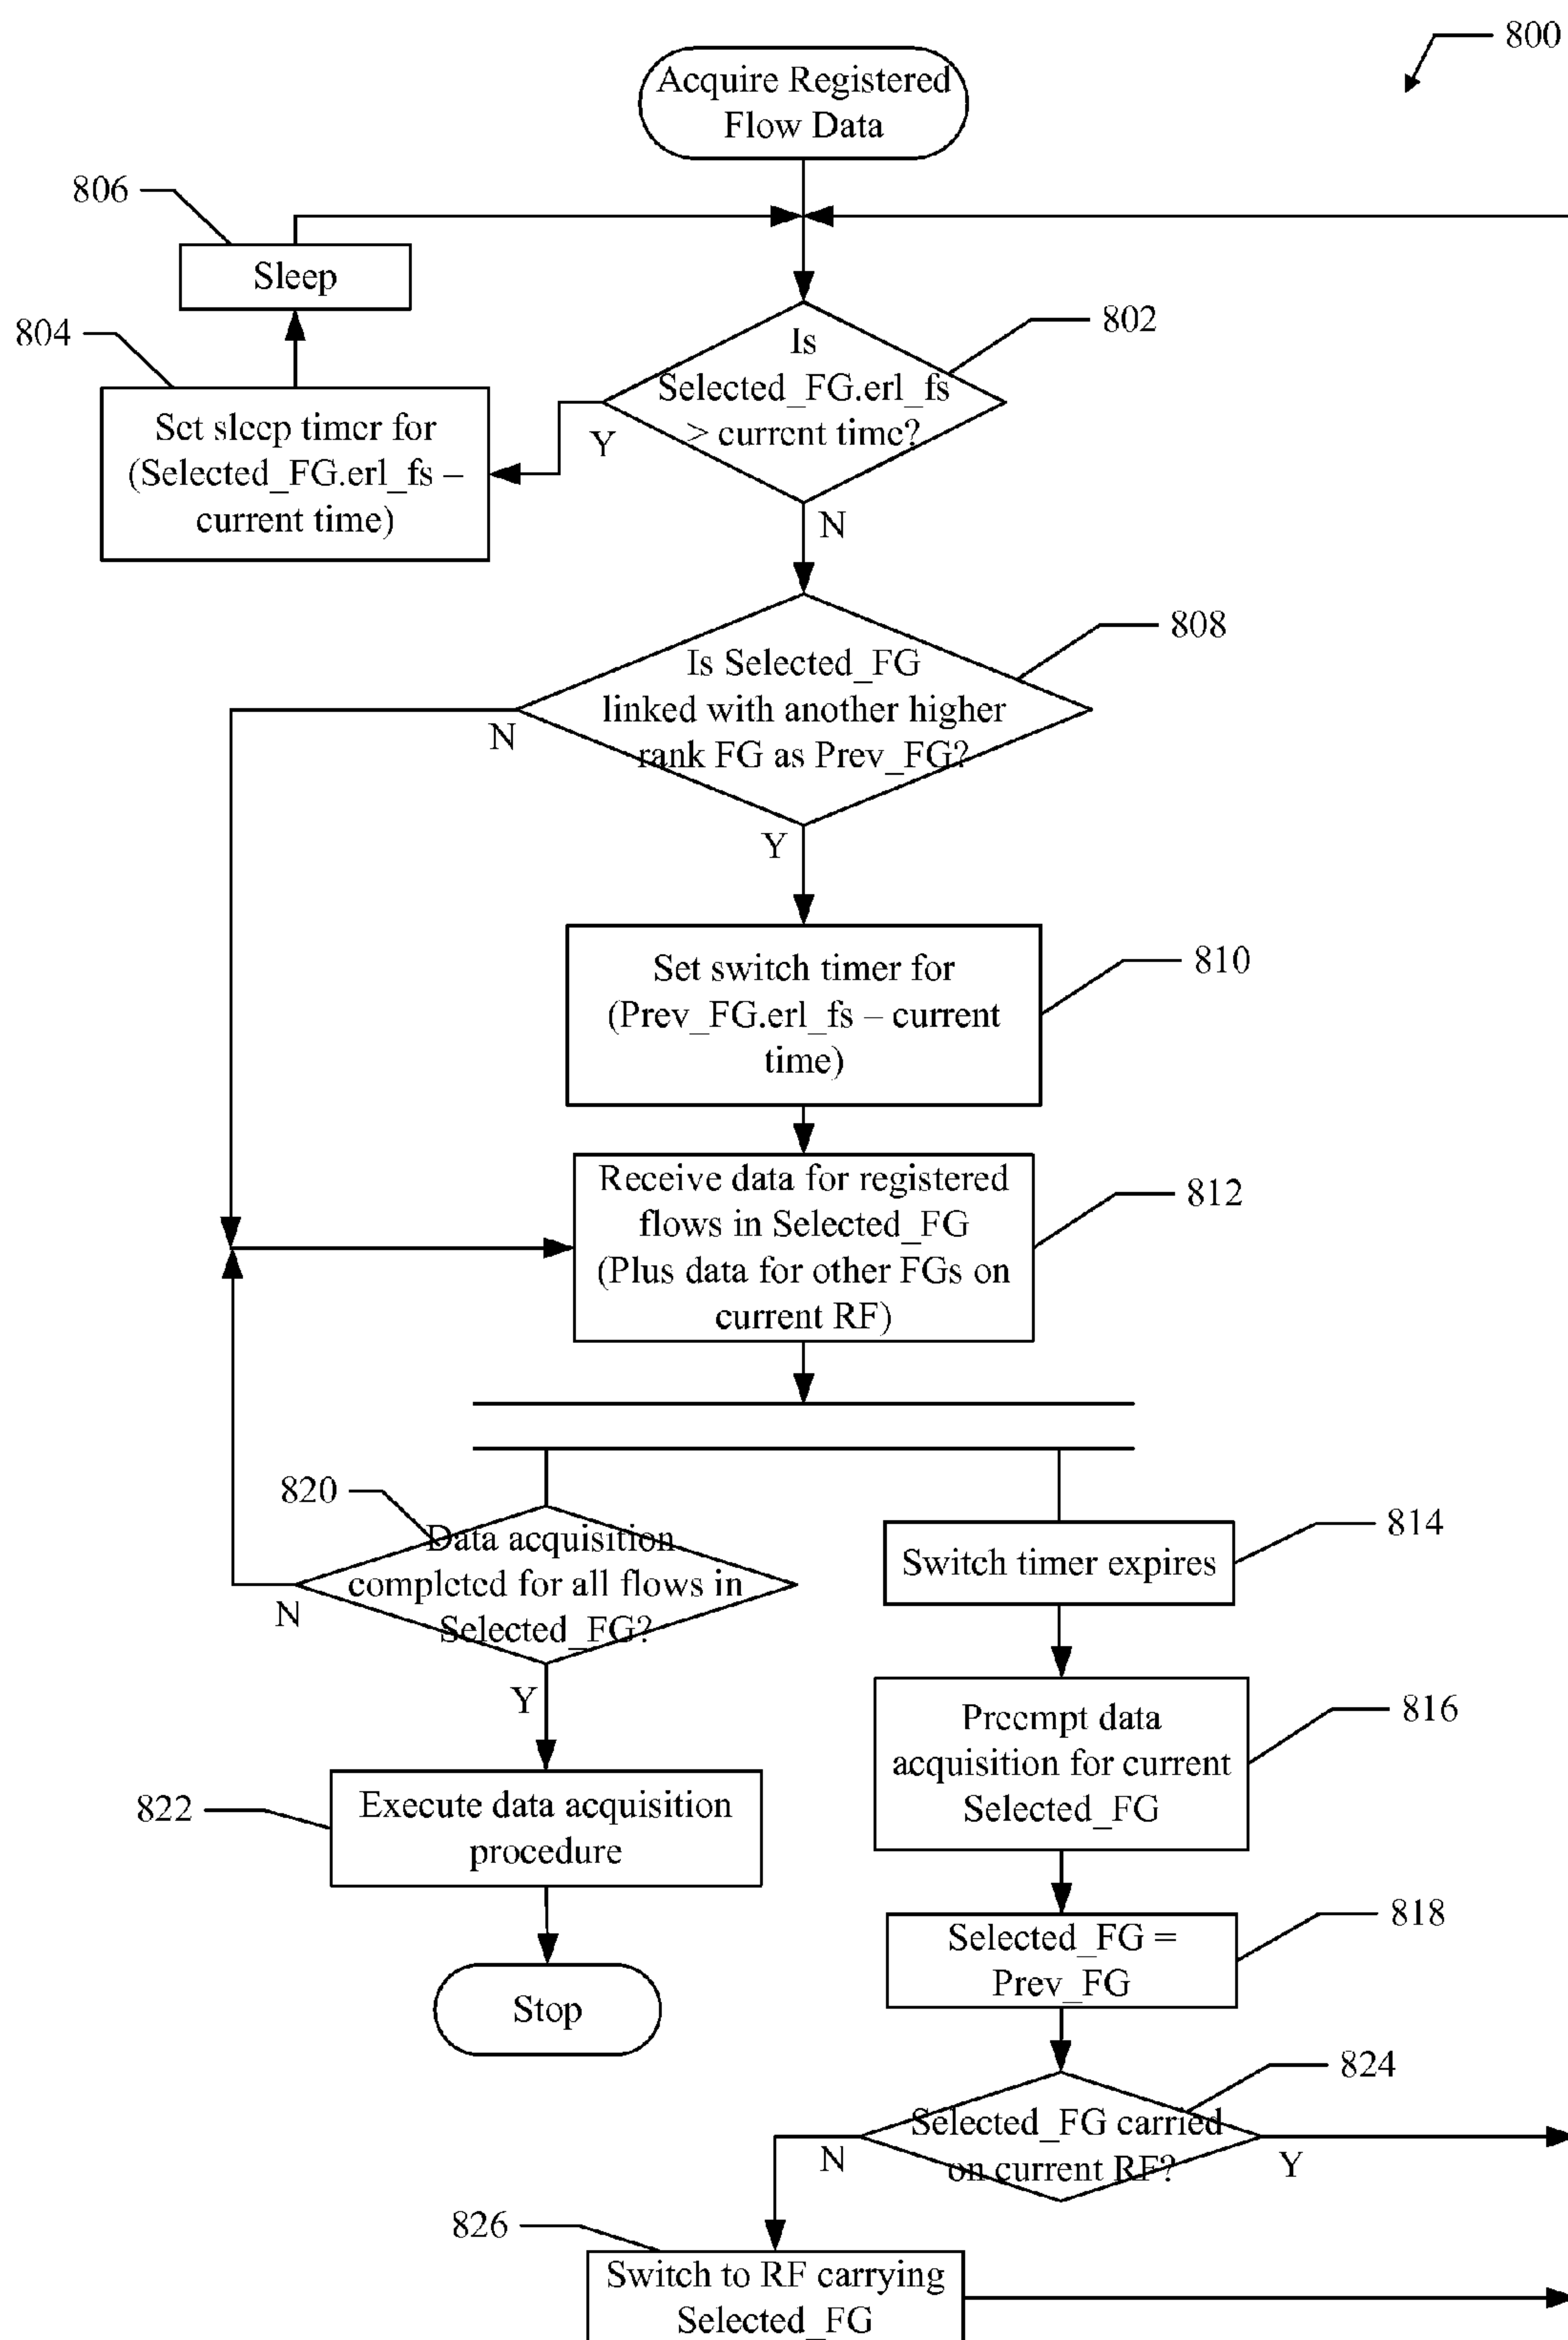 800
Acquire Registered
Flow Data
806
Sleep
804
Set sleep timer for
(Selected_FG.erl_fs –
current time)
802
Is
Selected_FG.erl_fs
> current time?
Y
N
808
Is Selected_FG
linked with another higher
rank FG as Prev_FG?
N
Y
810
Set switch timer for
(Prev_FG.erl_fs – current
time)
812
Receive data for registered
flows in Selected_FG
(Plus data for other FGs on
current RF)
820
Data acquisition
completed for all flows in
Selected_FG?
N
Y
814
Switch timer expires
816
Preempt data
acquisition for current
Selected_FG
822
Execute data acquisition
procedure
818
Selected_FG =
Prev_FG
Stop
824
Selected_FG carried
on current RF?
N
Y
826
Switch to RF carrying
Selected_FG